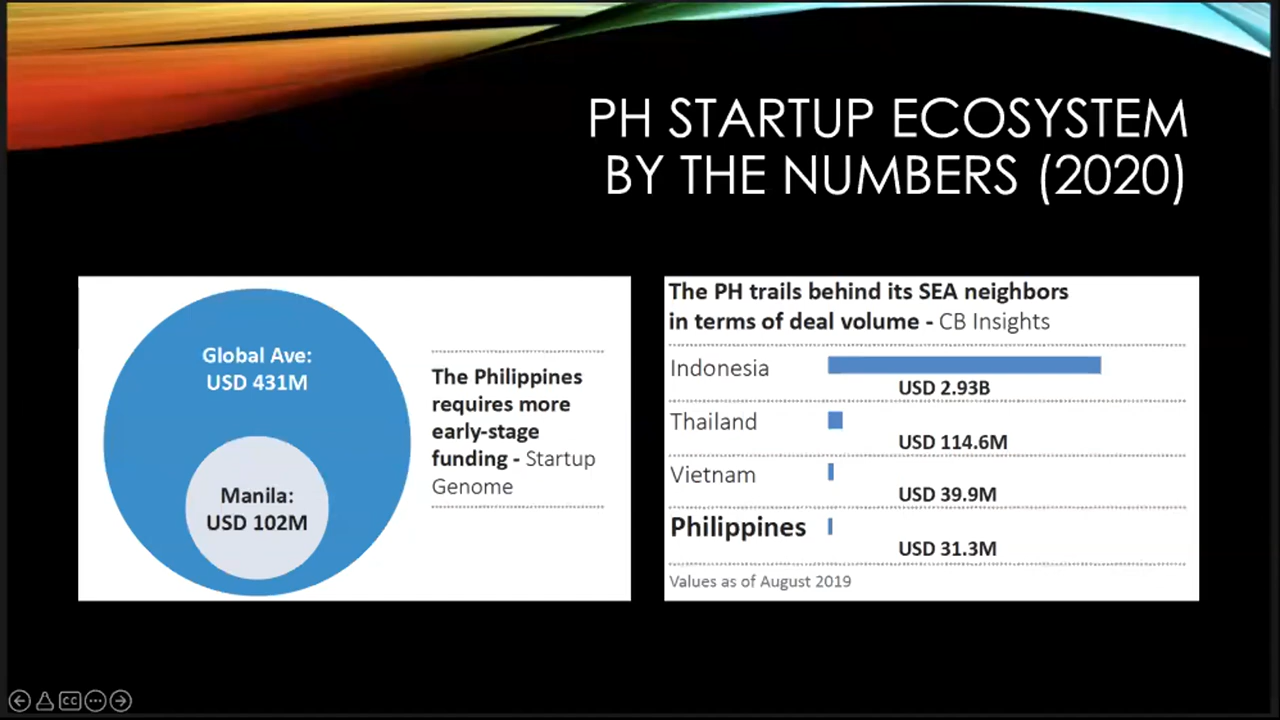 PH STARTUP ECOSYSTEM
BY THE NUMBERS (2020)
Global Ave:
USD 431M
Manila:
USD 102M
The Philippines
requires more
early-stage
funding - Startup
Genome
The PH trails behind its SEA neighbors
in terms of deal volume - CB Insights
Indonesia
USD 2.93B
Thailand
USD 114.6M
Vietnam
USD 39.9M
Philippines
USD 31.3M
Values as of August 2019
CC